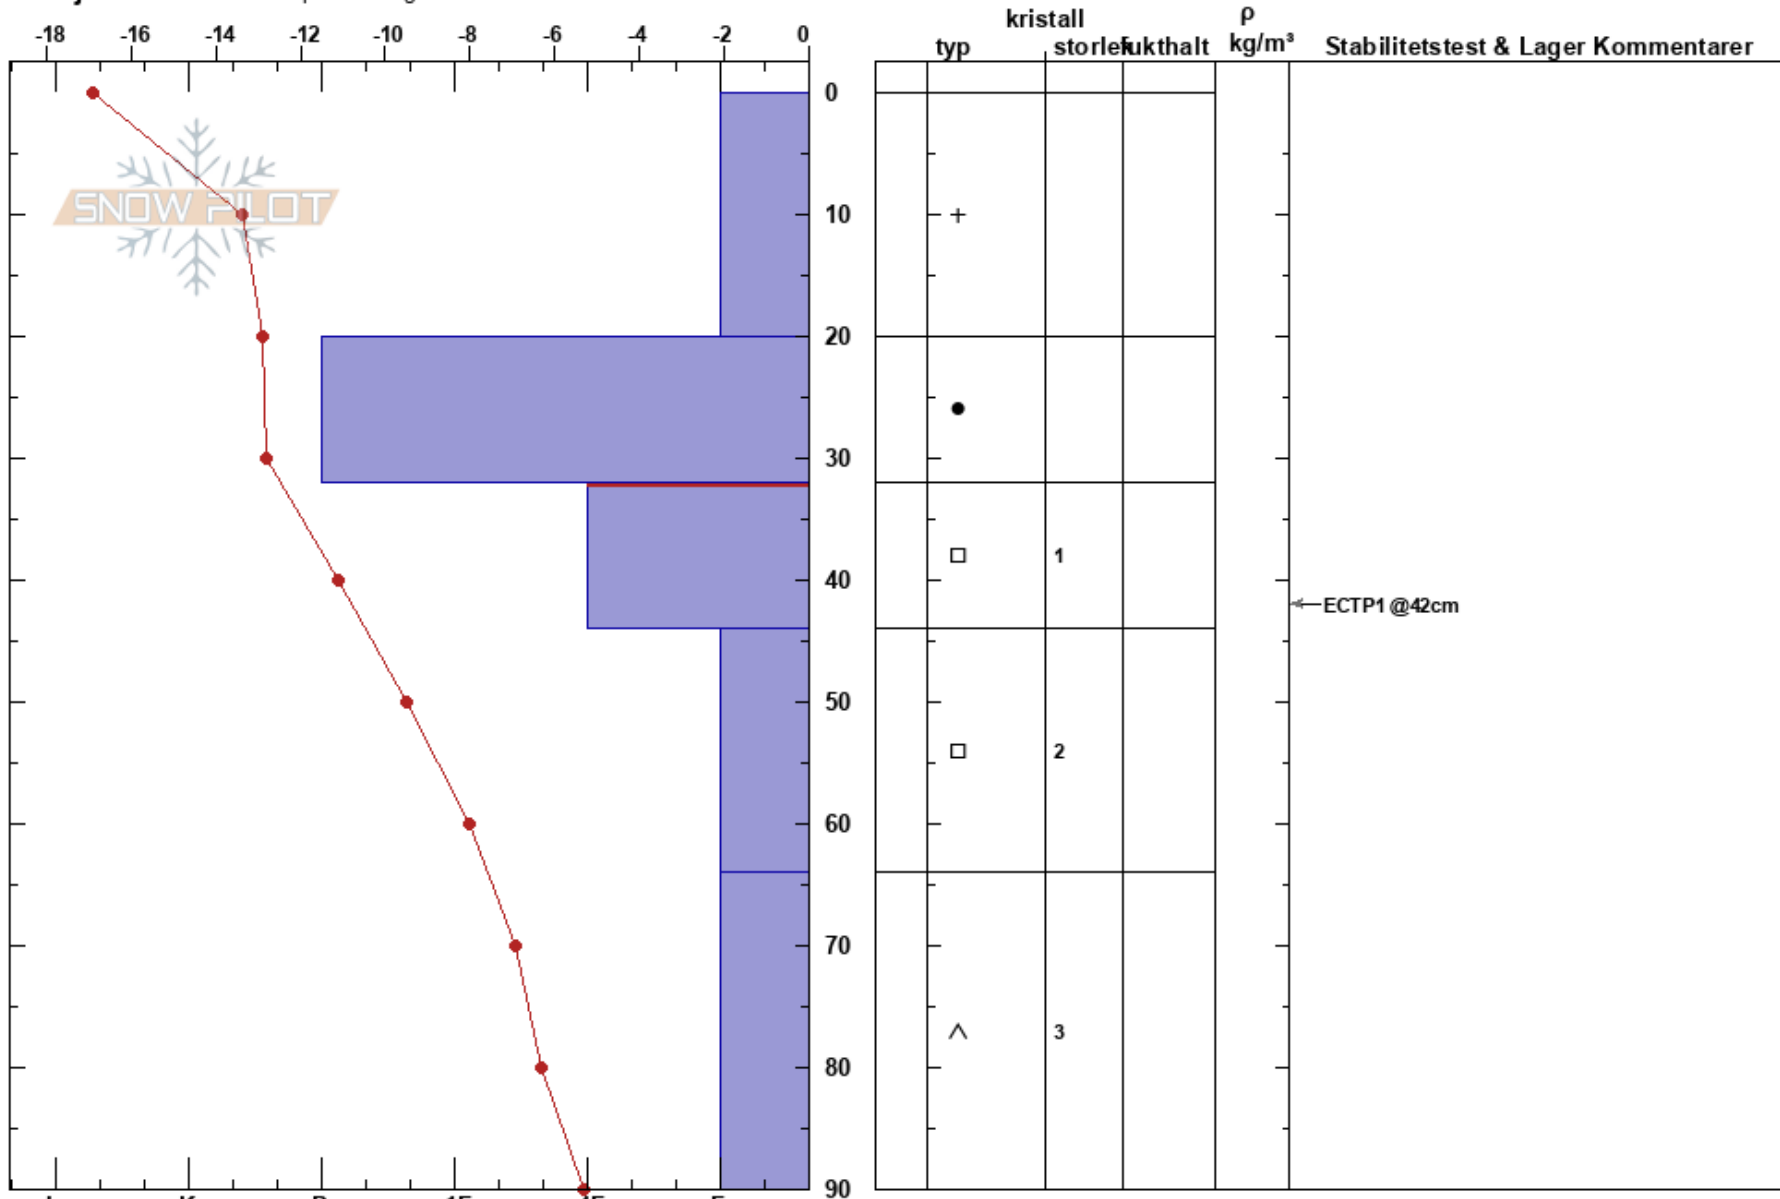 -18 -16 -14 -12 -10 -8 -6 -4 -2 0
kristall
typ storlek fukthalt
ρ
kg/m³
Stabilitetstest & Lager Kommentarer
SNOW PILOT
0
10
20
30
40
50
60
70
80
90
1
2
3
ECTP1 @42cm